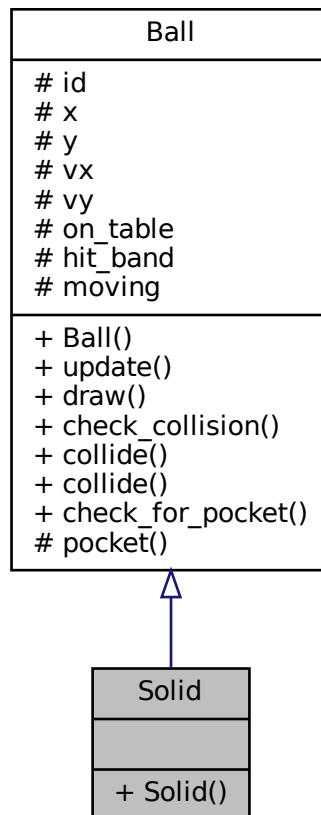 Ball
# id
# x
# y
# vx
# vy
# on_table
# hit_band
# moving
+ Ball()
+ update()
+ draw()
+ check_collision()
+ collide()
+ collide()
+ check_for_pocket()
# pocket()
Solid
+ Solid()